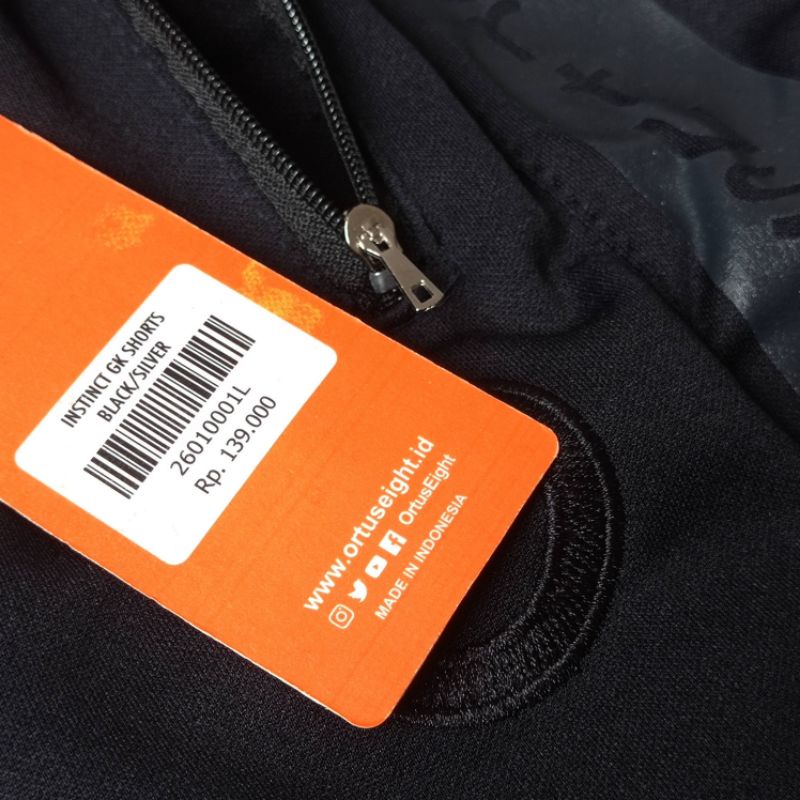 INSTINCT GK SHORTS
BLACK/SILVER
26010001L
Rp. 139.000
www.ortuseight.id
OrtusEight
MADE IN INDONESIA